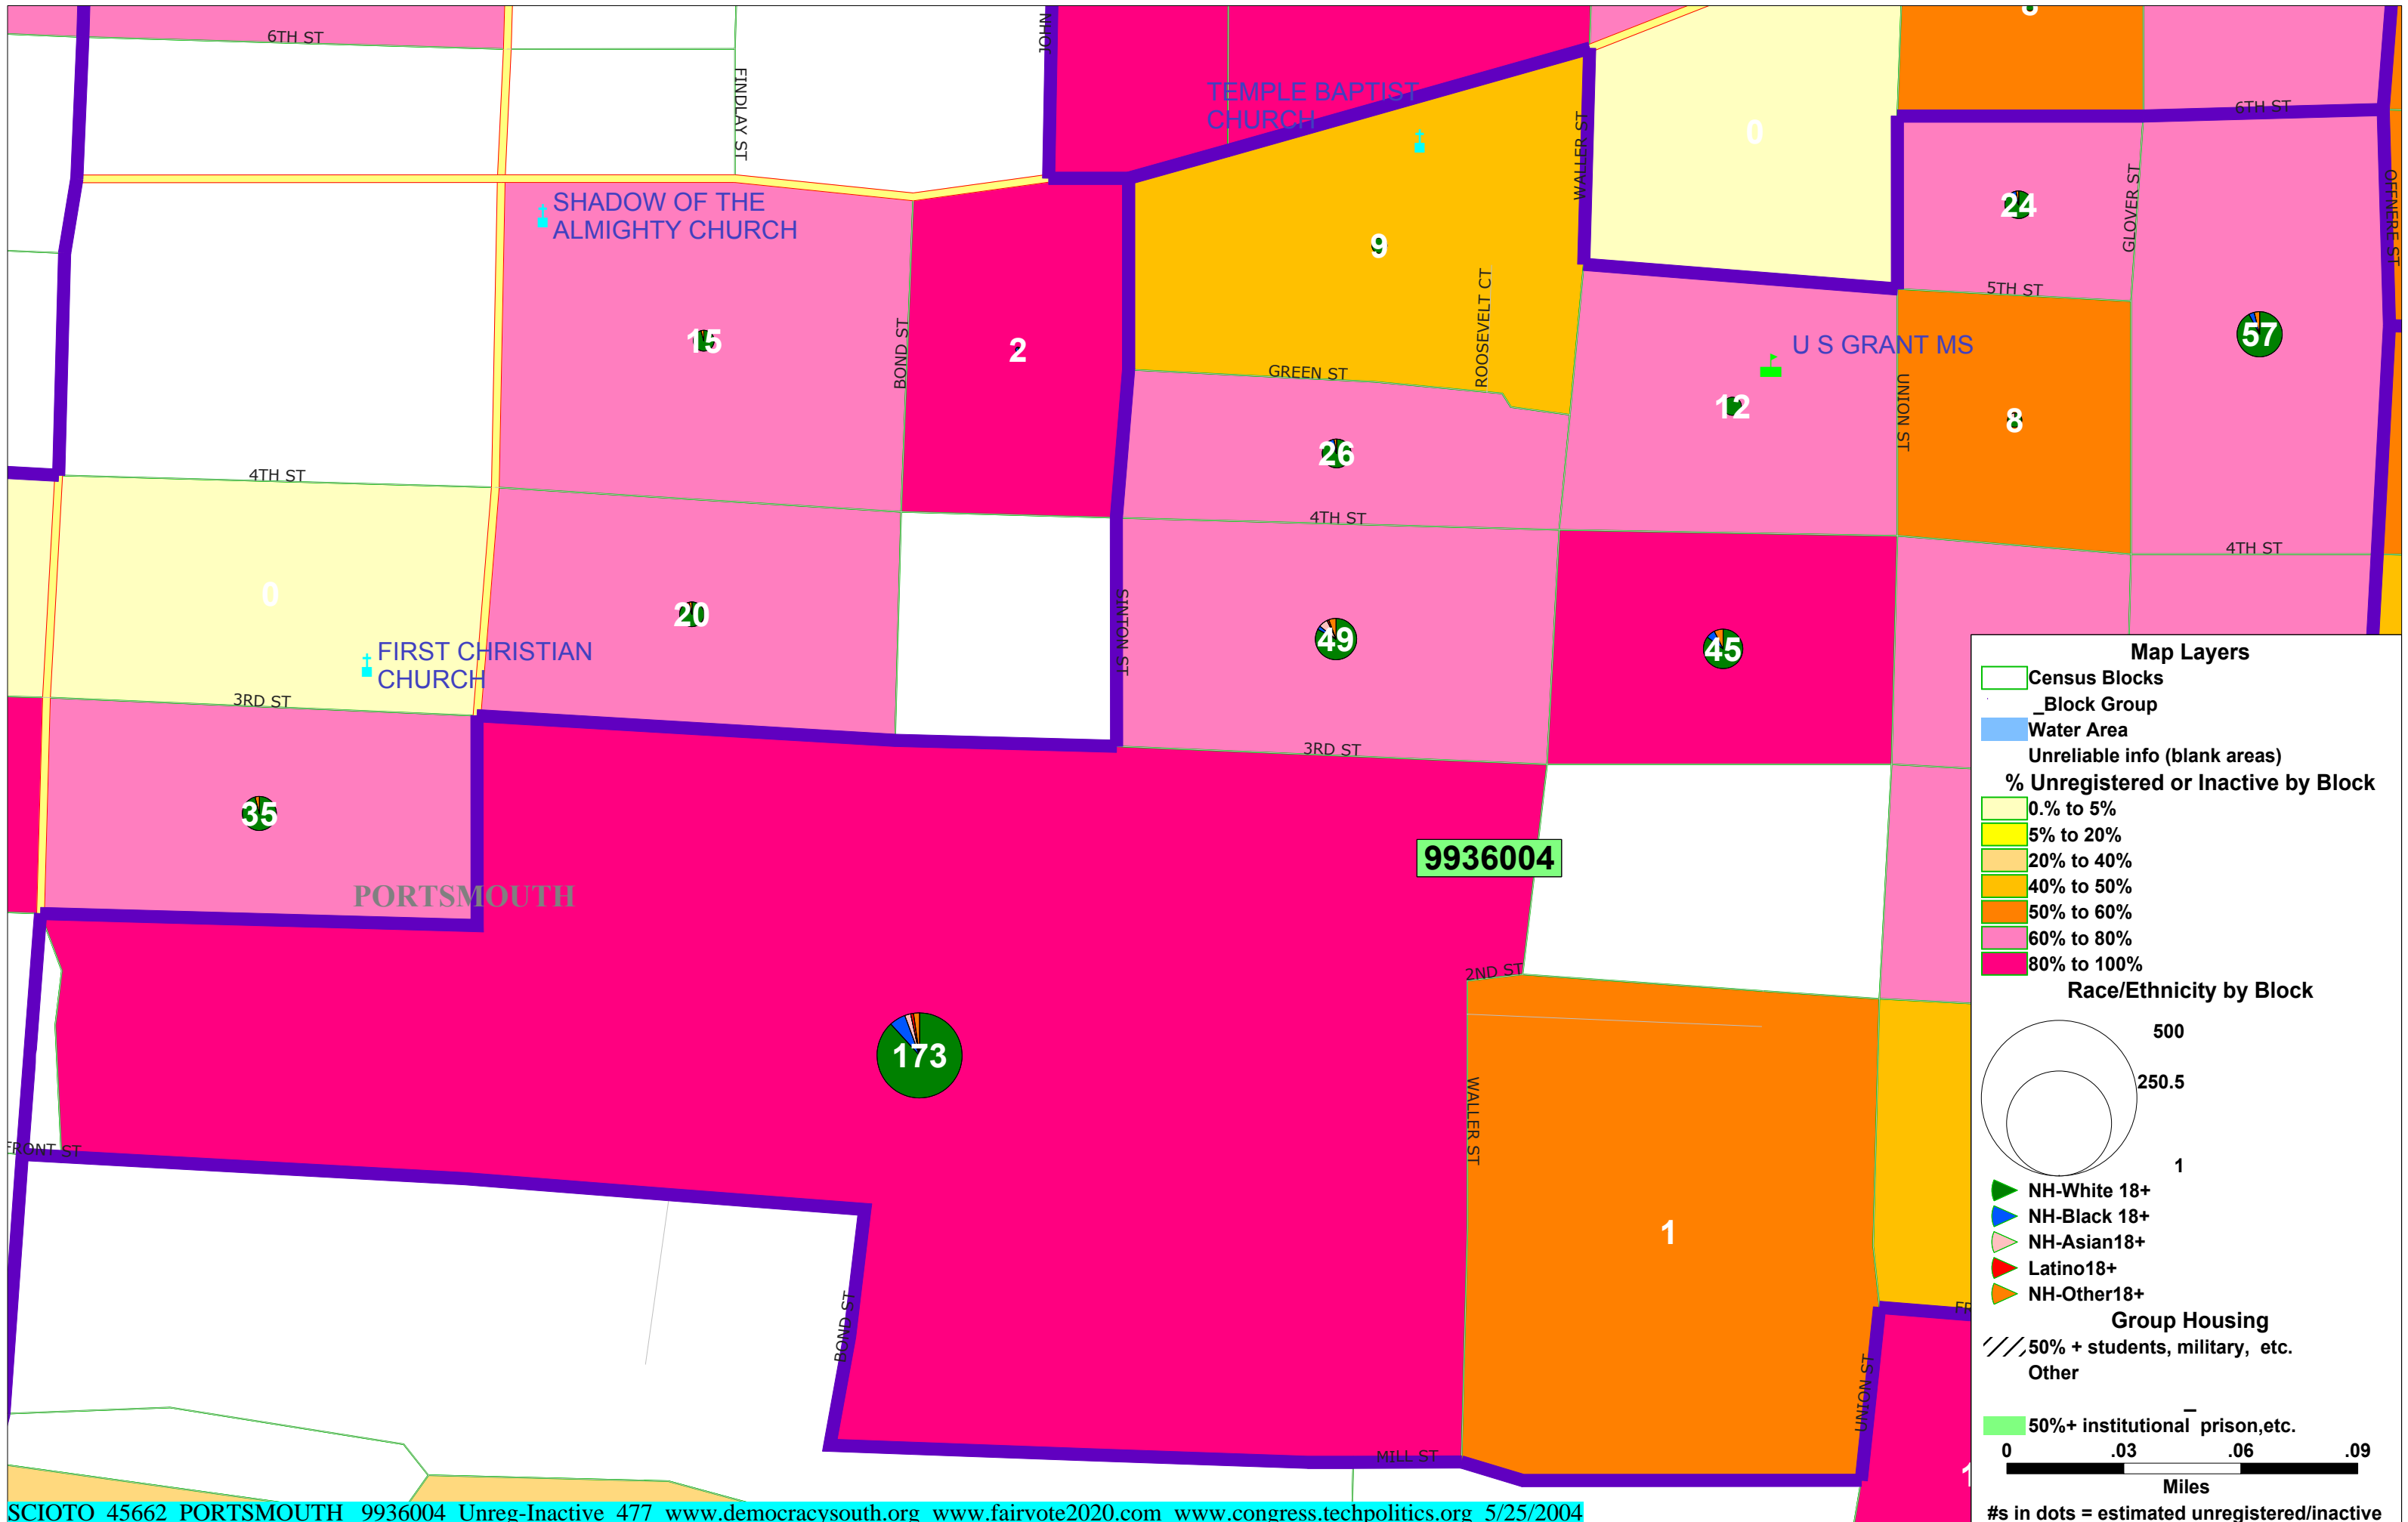 6TH ST
FINDLAY ST
JOHN
TEMPLE BAPTIST
CHURCH
WALLER ST
0
6TH ST
SHADOW OF THE
ALMIGHTY CHURCH
24
GLOVER ST
OFFNERE ST
9
ROOSEVELT CT
5TH ST
15
BOND ST
2
GREEN ST
U S GRANT MS
57
12
UNION ST
8
26
4TH ST
4TH ST
4TH ST
0
20
SINTON ST
49
45
FIRST CHRISTIAN
CHURCH
3RD ST
3RD ST
35
PORTSMOUTH
9936004
2ND ST
173
WALLER ST
FRONT ST
1
BOND ST
UNION ST
MILL ST
Map Layers
Census Blocks
_Block Group
Water Area
Unreliable info (blank areas)
% Unregistered or Inactive by Block
0.% to 5%
5% to 20%
20% to 40%
40% to 50%
50% to 60%
60% to 80%
80% to 100%
Race/Ethnicity by Block
500
250.5
1
NH-White 18+
NH-Black 18+
NH-Asian18+
Latino18+
NH-Other18+
Group Housing
50% + students, military, etc.
Other
_
50%+ institutional prison,etc.
0 .03 .06 .09
Miles
#s in dots = estimated unregistered/inactive
SCIOTO 45662 PORTSMOUTH 9936004 Unreg-Inactive 477 www.democracysouth.org www.fairvote2020.com www.congress.techpolitics.org 5/25/2004